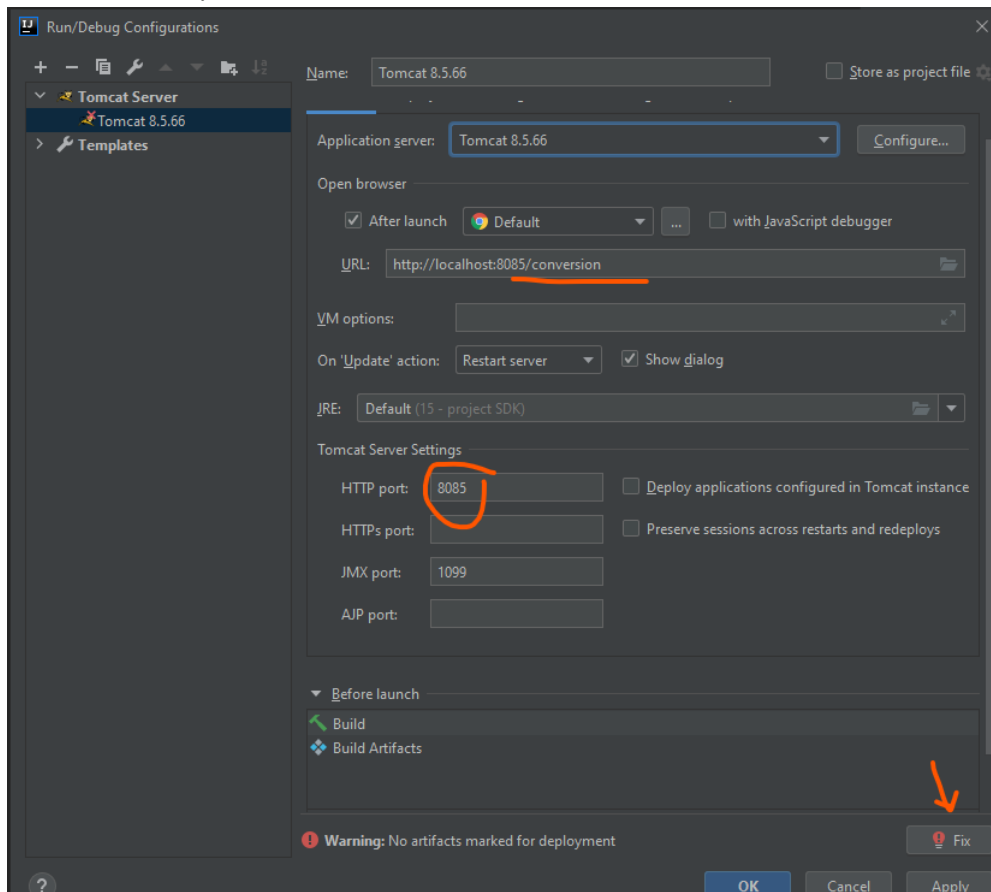 Run/Debug Configurations
Name: Tomcat 8.5.66 Store as project file
Tomcat Server
Tomcat 8.5.66
Templates
Application server: Tomcat 8.5.66 Configure...
Open browser
After launch Default ... with JavaScript debugger
URL: http://localhost:8085/conversion
VM options:
On 'Update' action: Restart server Show dialog
JRE: Default (15 - project SDK)
Tomcat Server Settings
HTTP port: 8085 Deploy applications configured in Tomcat instance
HTTPs port: Preserve sessions across restarts and redeploys
JMX port: 1099
AJP port:
Before launch
Build
Build Artifacts
Warning: No artifacts marked for deployment Fix
? OK Cancel Apply